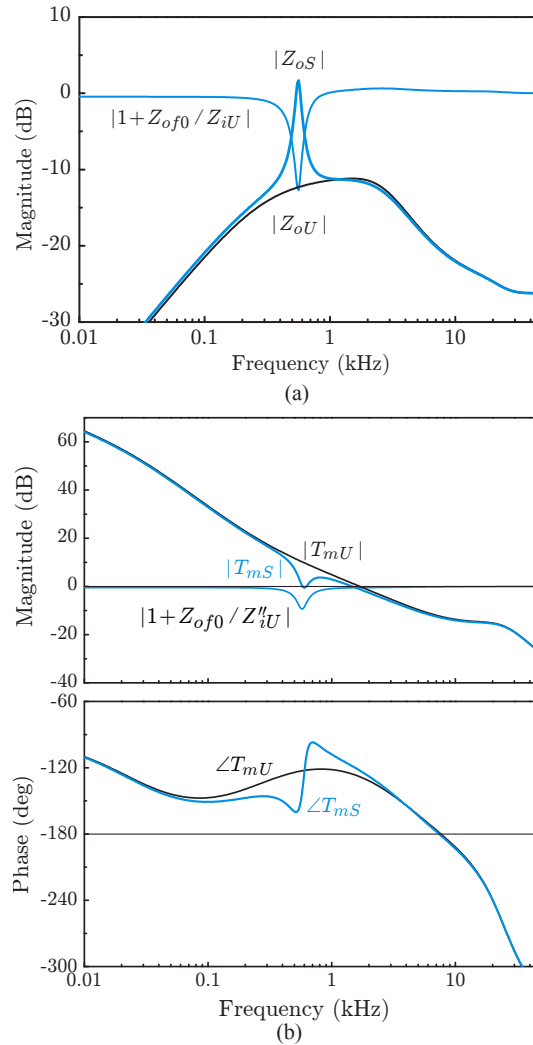 10
|Z_{oS}|
0
|1+Z_{of0}/Z_{iU}|
-10
|Z_{oU}|
-20
-30
0.01 0.1 1 10
Magnitude (dB)
Frequency (kHz)
(a)
60
40
20
|T_{mU}|
|T_{mS}|
0
|1+Z_{of0}/Z''_{iU}|
-20
-40
Magnitude (dB)
-60
∠T_{mU}
-120
∠T_{mS}
-180
-240
-300
Phase (deg)
0.01 0.1 1 10
Frequency (kHz)
(b)